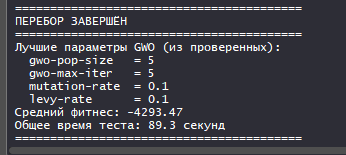 ========================================
ПЕРЕБОР ЗАВЕРШЁН
========================================
Лучшие параметры GWO (из проверенных):
  gwo-pop-size   = 5
  gwo-max-iter   = 5
  mutation-rate  = 0.1
  levy-rate      = 0.1
Средний фитнес: -4293.47
Общее время теста: 89.3 секунд
========================================